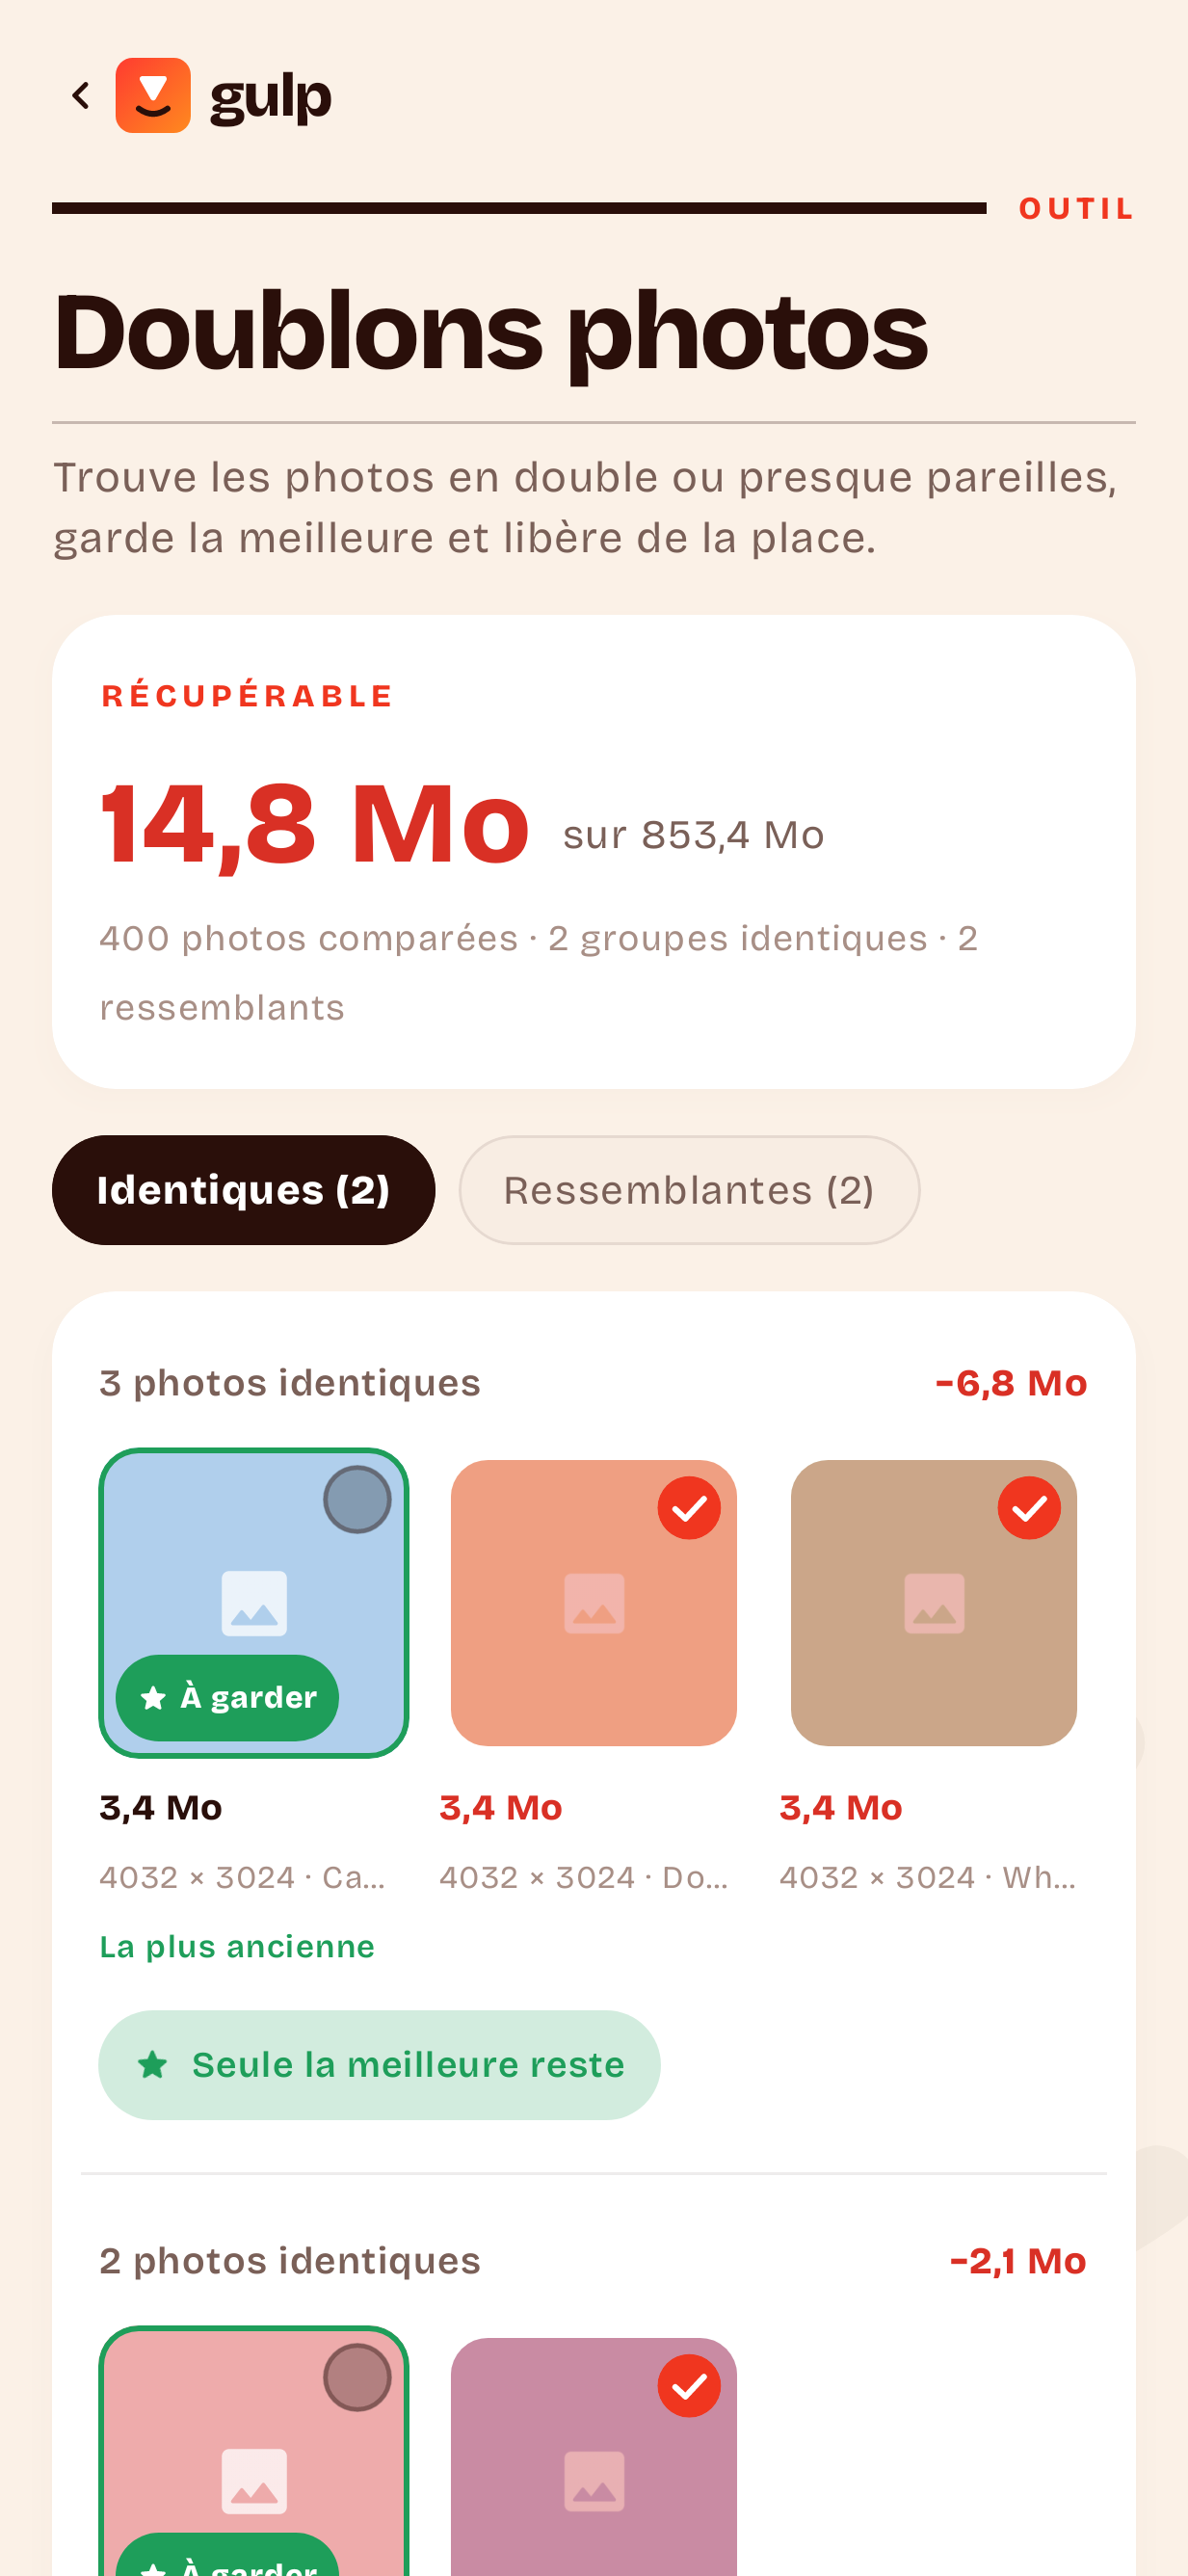 gulp
OUTIL
Doublons photos
Trouve les photos en double ou presque pareilles,
garde la meilleure et libère de la place.
RÉCUPÉRABLE
14,8 Mo sur 853,4 Mo
400 photos comparées · 2 groupes identiques · 2
ressemblants
Identiques (2) Ressemblantes (2)
3 photos identiques −6,8 Mo
À garder
3,4 Mo 3,4 Mo 3,4 Mo
4032 × 3024 · Ca... 4032 × 3024 · Do... 4032 × 3024 · Wh...
La plus ancienne
Seule la meilleure reste
2 photos identiques −2,1 Mo
À garder